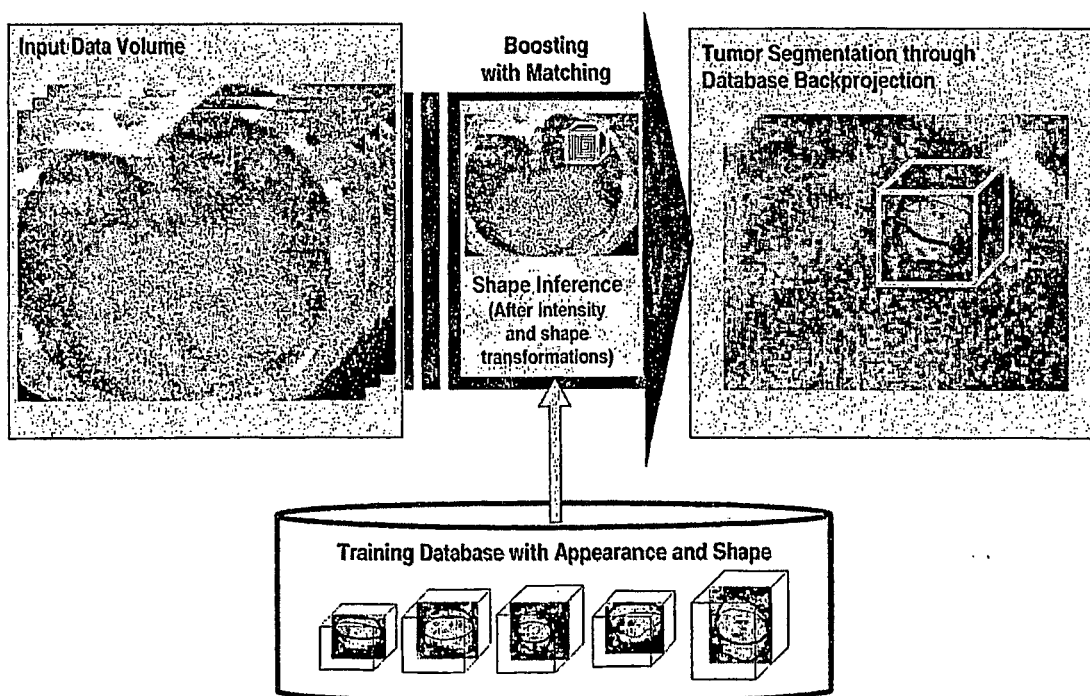 Input Data Volume
Boosting
with Matching
Shape Inference
(After Intensity
and shape
transformations)
Tumor Segmentation through
Database Backprojection
Training Database with Appearance and Shape